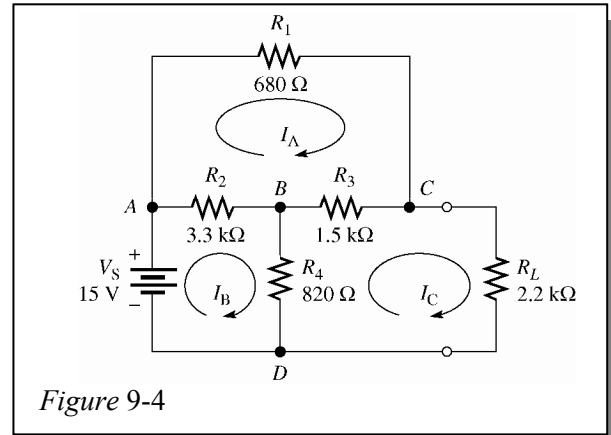 R1
680 Ω
IA
R2
R3
A
B
C
3.3 kΩ
1.5 kΩ
+
VS
15 V
–
IB
R4
820 Ω
IC
RL
2.2 kΩ
D
Figure 9-4